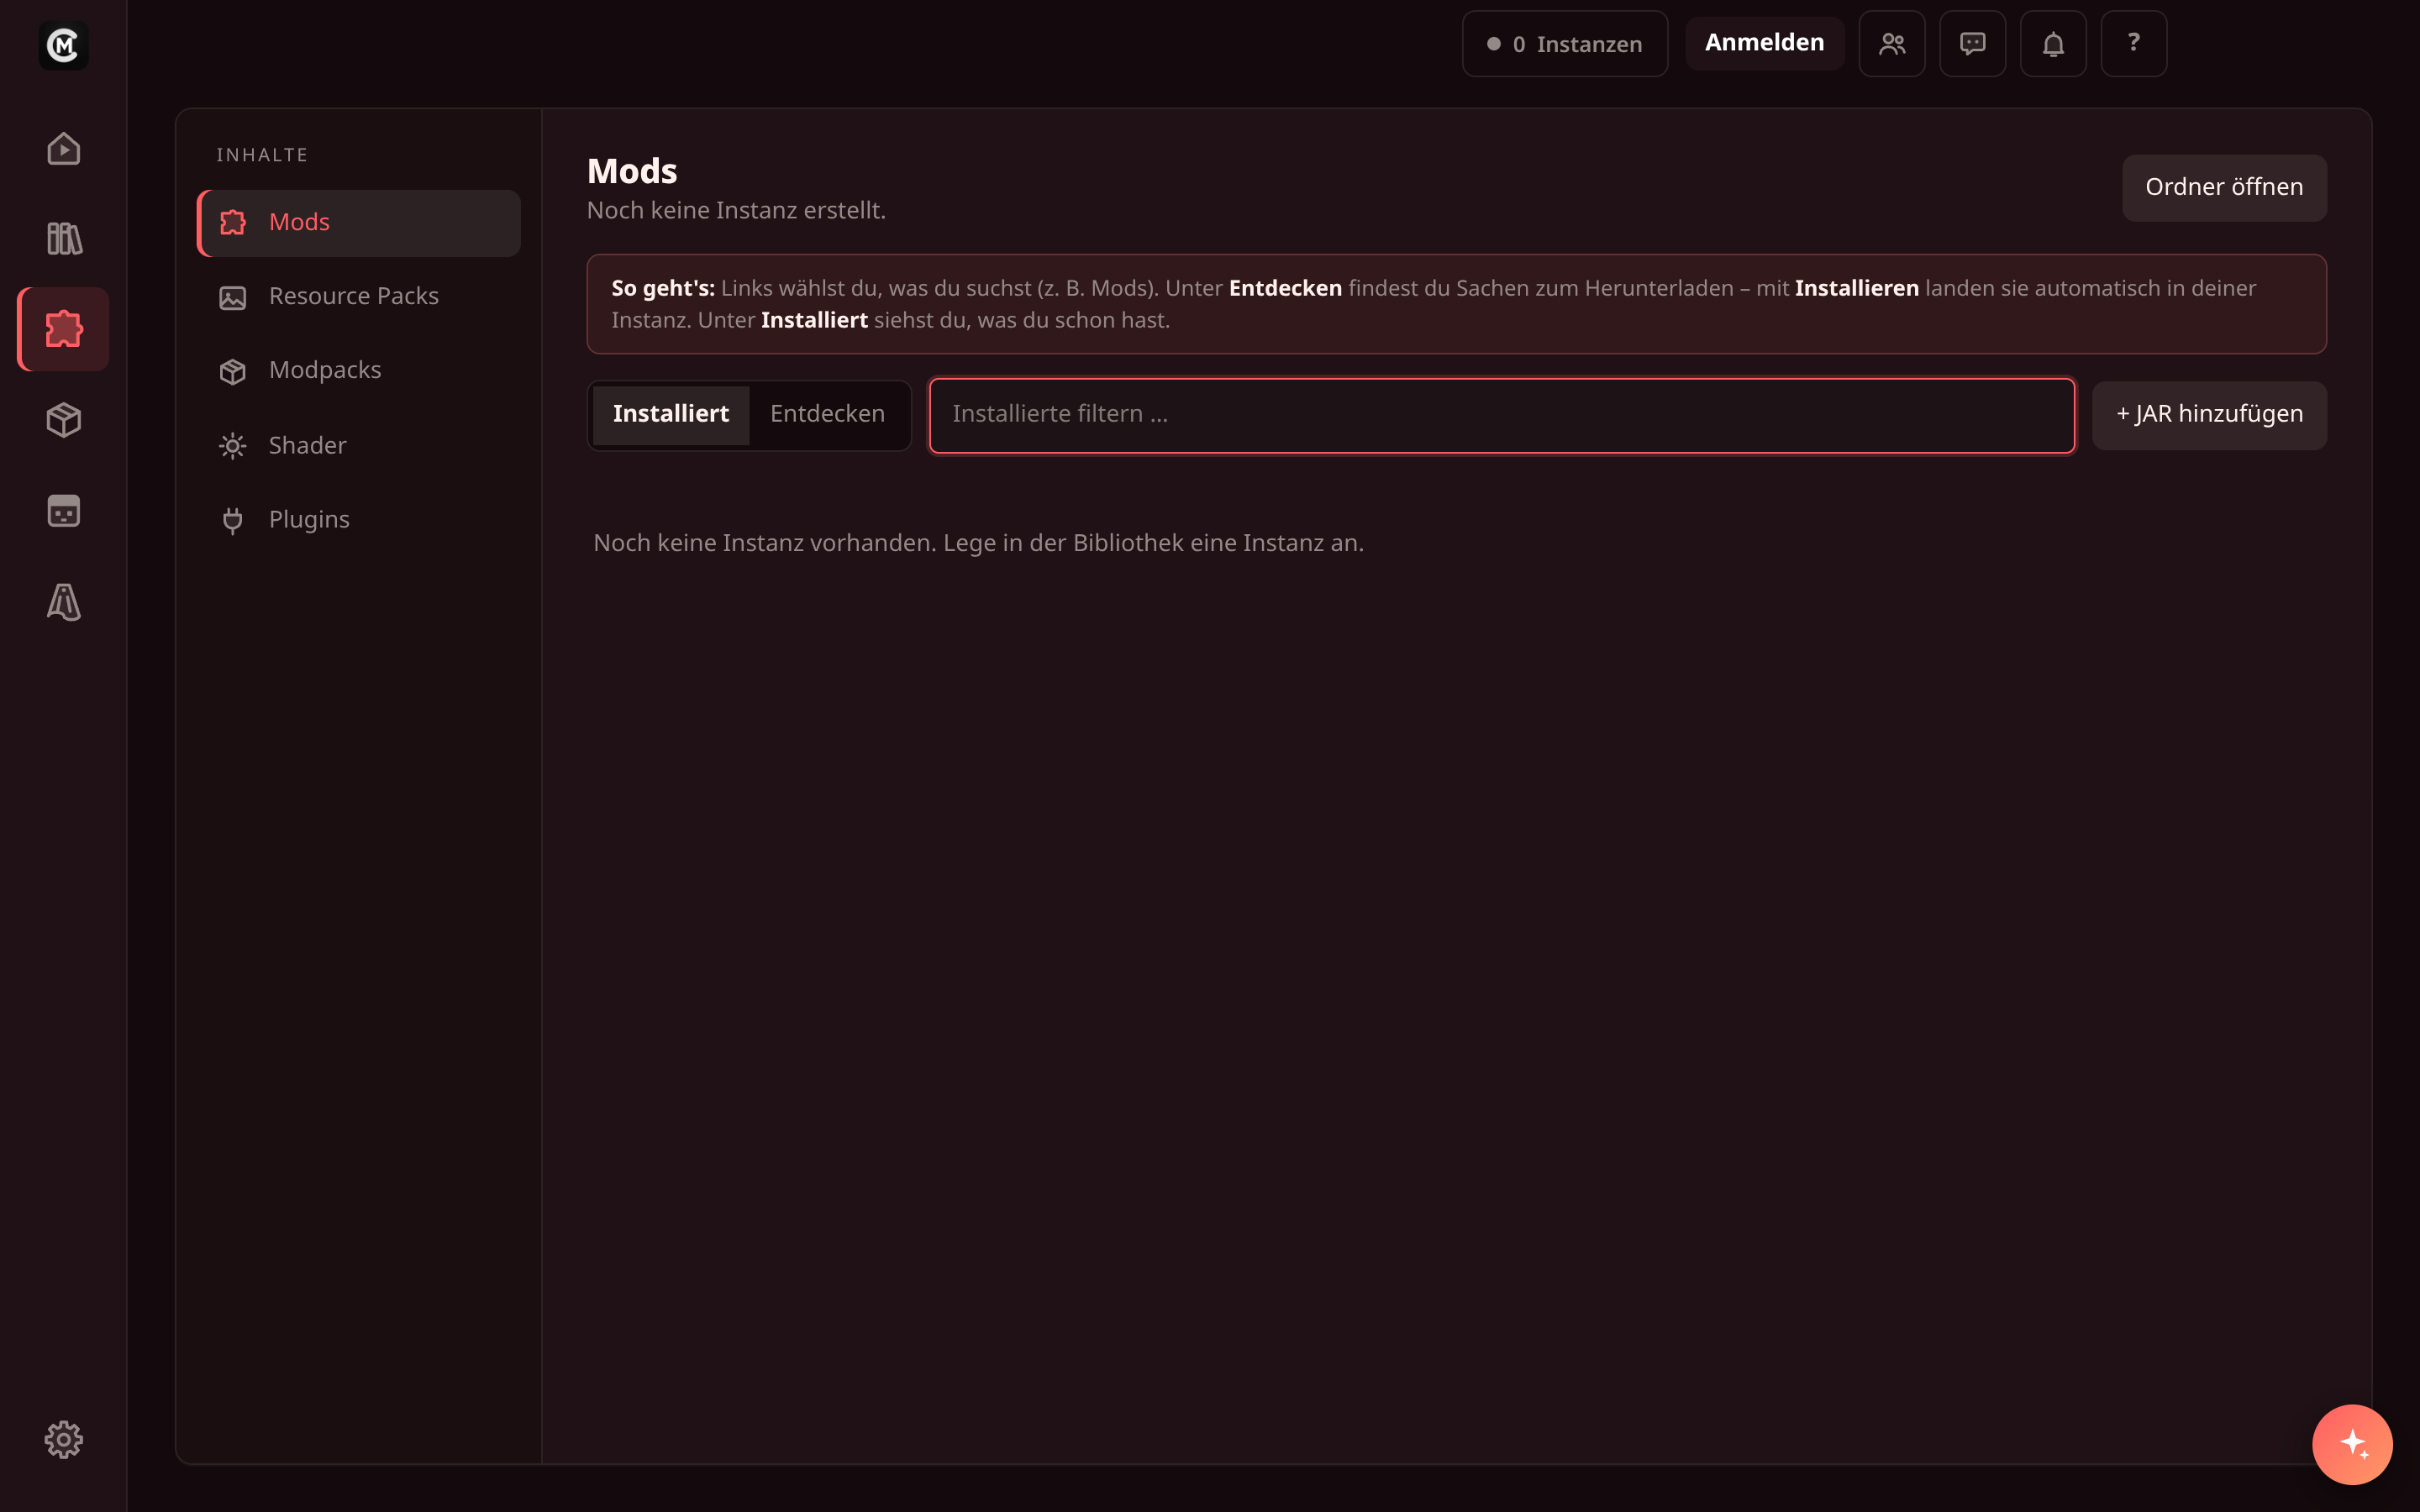 0 Instanzen
Anmelden
?
INHALTE
Mods
Resource Packs
Modpacks
Shader
Plugins
Mods
Noch keine Instanz erstellt.
Ordner öffnen
So geht's: Links wählst du, was du suchst (z. B. Mods). Unter Entdecken findest du Sachen zum Herunterladen – mit Installieren landen sie automatisch in deiner
Instanz. Unter Installiert siehst du, was du schon hast.
Installiert
Entdecken
Installierte filtern ...
+ JAR hinzufügen
Noch keine Instanz vorhanden. Lege in der Bibliothek eine Instanz an.